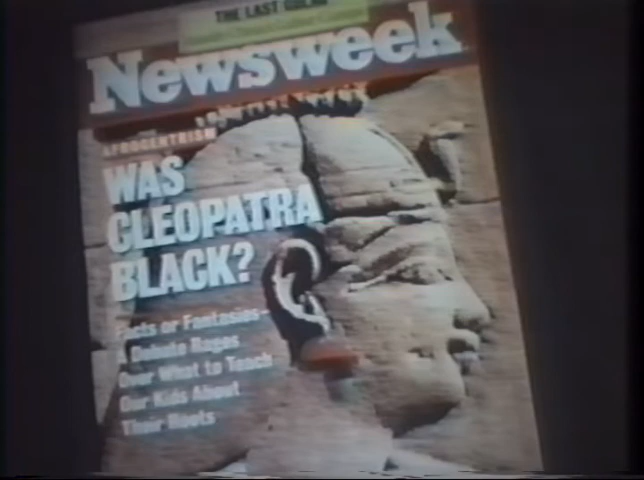 THE LAST GULAG
Newsweek
AFROCENTRISM
WAS
CLEOPATRA
BLACK?
Facts or Fantasies—
A Debate Rages
Over What to Teach
Our Kids About
Their Roots